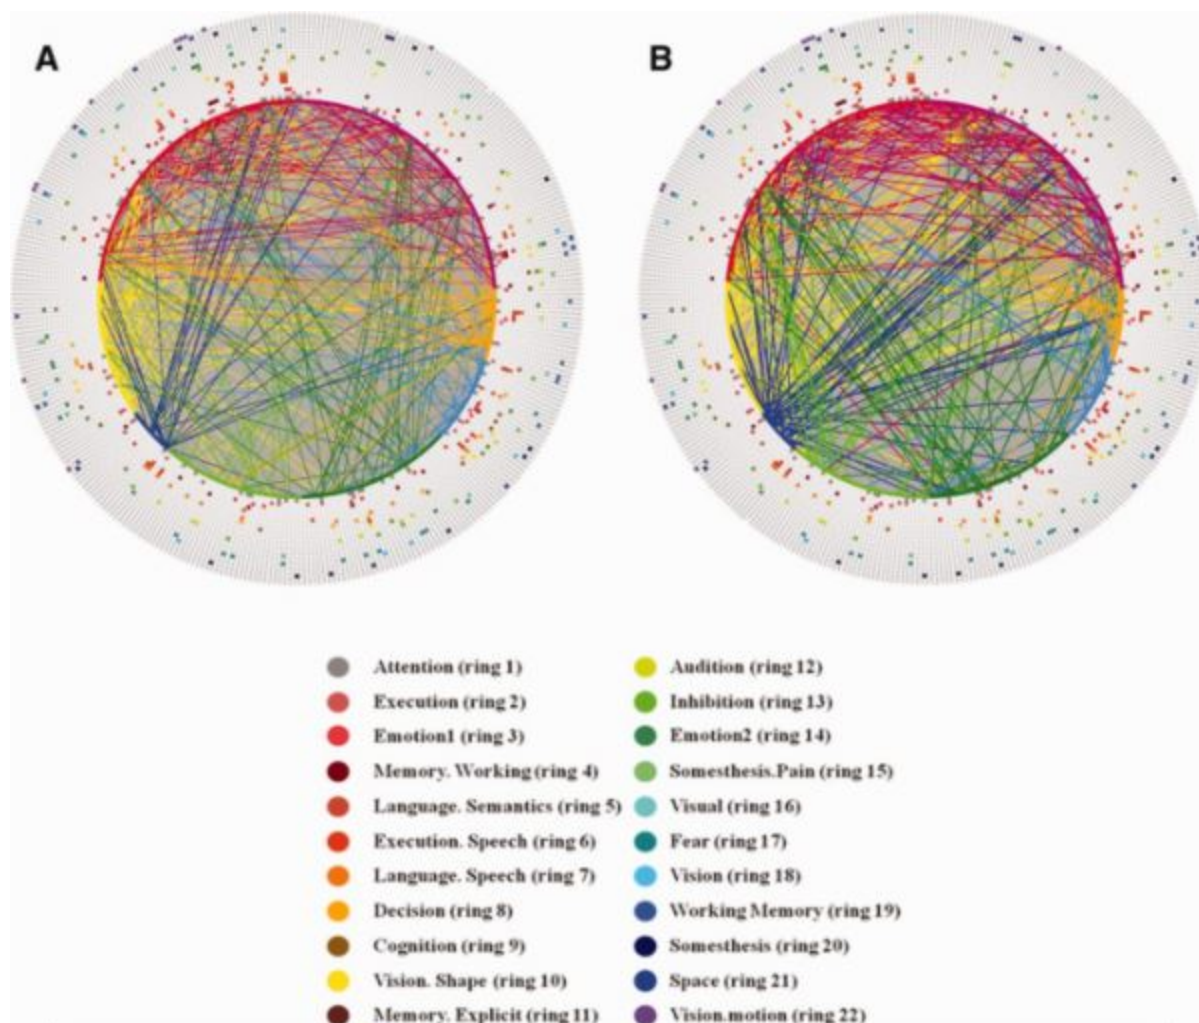 A
B
Attention (ring 1)
Execution (ring 2)
Emotion1 (ring 3)
Memory. Working (ring 4)
Language. Semantics (ring 5)
Execution. Speech (ring 6)
Language. Speech (ring 7)
Decision (ring 8)
Cognition (ring 9)
Vision. Shape (ring 10)
Memory. Explicit (ring 11)
Audition (ring 12)
Inhibition (ring 13)
Emotion2 (ring 14)
Somesthesis.Pain (ring 15)
Visual (ring 16)
Fear (ring 17)
Vision (ring 18)
Working Memory (ring 19)
Somesthesis (ring 20)
Space (ring 21)
Vision.motion (ring 22)